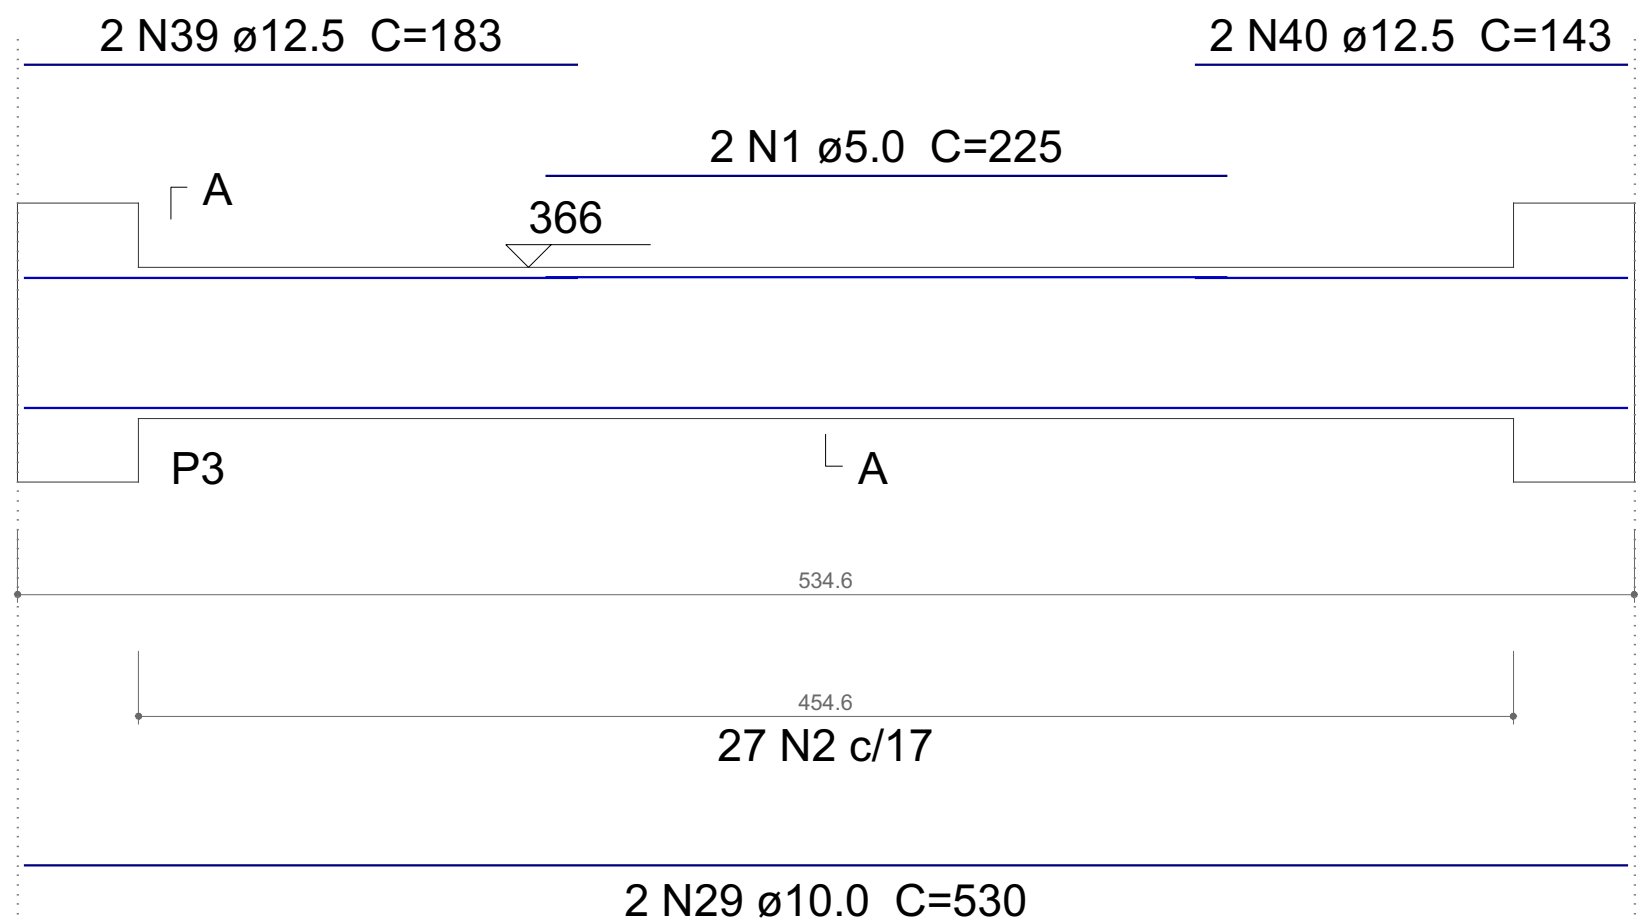 2 N39 ø12.5 C=183
2 N40 ø12.5 C=143
2 N1 ø5.0 C=225
A
366
P3
A
534.6
454.6
27 N2 c/17
2 N29 ø10.0 C=530